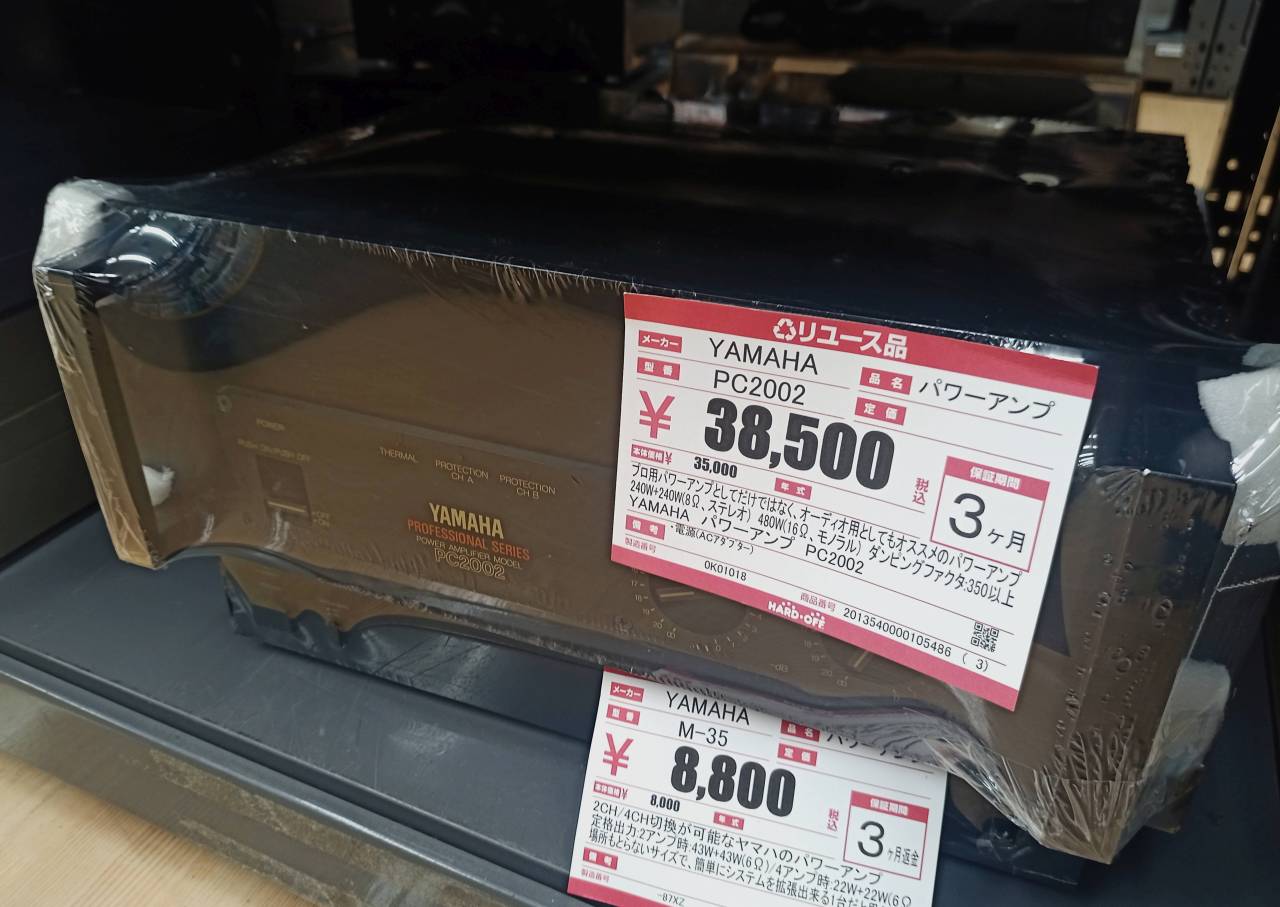 リユース品
メーカー YAMAHA
型番 PC2002
品名 パワーアンプ
定価
¥38,500 税込
本体価格¥ 35,000
年式
保証期間
3ヶ月
プロ用パワーアンプとしてだけではなく、オーディオ用としてもオススメのパワーアンプ
240W+240W(8Ω、ステレオ) 480W(16Ω、モノラル) ダンピングファクタ:350以上
YAMAHA パワーアンプ PC2002
備考 ・電源(ACアダプター)
製造番号 0K01018
商品番号 2013540000105486 ( 3)
HARD・OFF
POWER
PUSH ON/PUSH OFF
OFF
ON
THERMAL
PROTECTION
CH A
PROTECTION
CH B
YAMAHA
PROFESSIONAL SERIES
POWER AMPLIFIER MODEL
PC2002
-dB
メーカー YAMAHA
型番 M-35
品名 パワーアンプ
定価
¥8,800 税込
本体価格¥ 8,000
年式
保証期間
3ヶ月返金
2CH/4CH切換が可能なヤマハのパワーアンプ
定格出力:2アンプ時:43W+43W(6Ω)/4アンプ時:22W+22W(6Ω
場所もとらないサイズで、簡単にシステムを拡張出来る1台
備考
製造番号
-87XZ